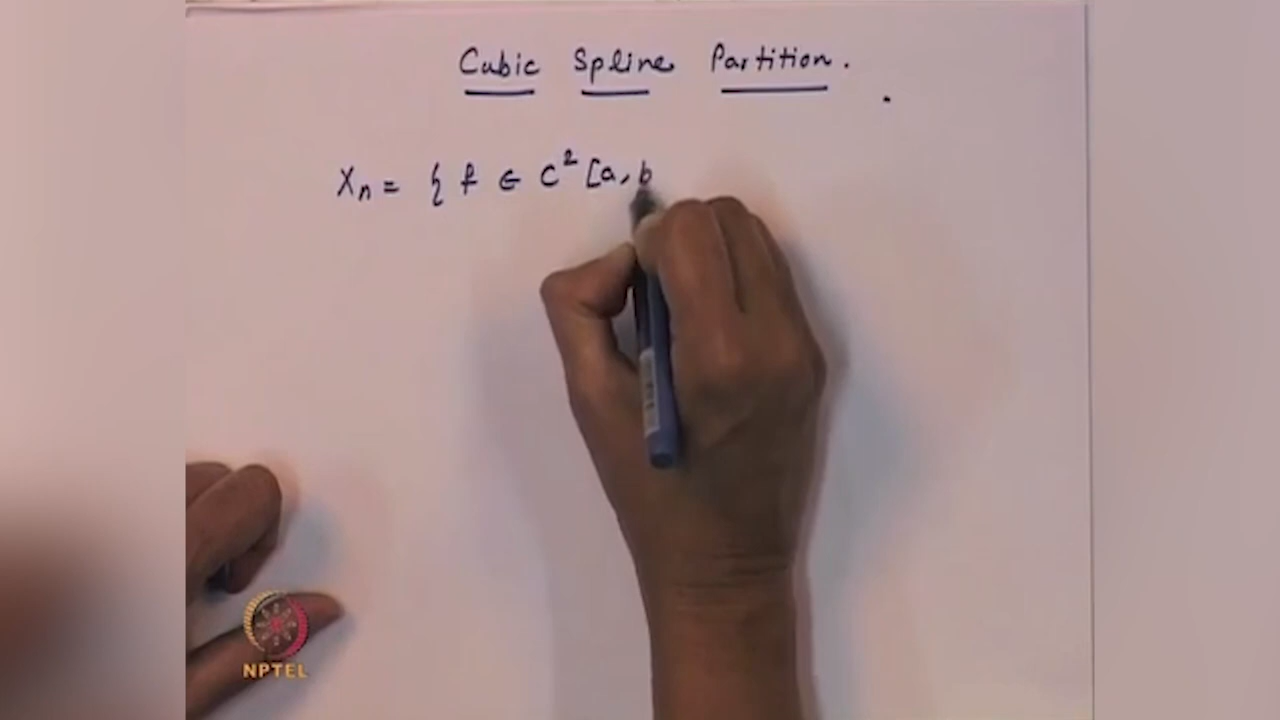 Cubic Spline Partition.
Xn = { f ∈ C² [a, b
NPTEL